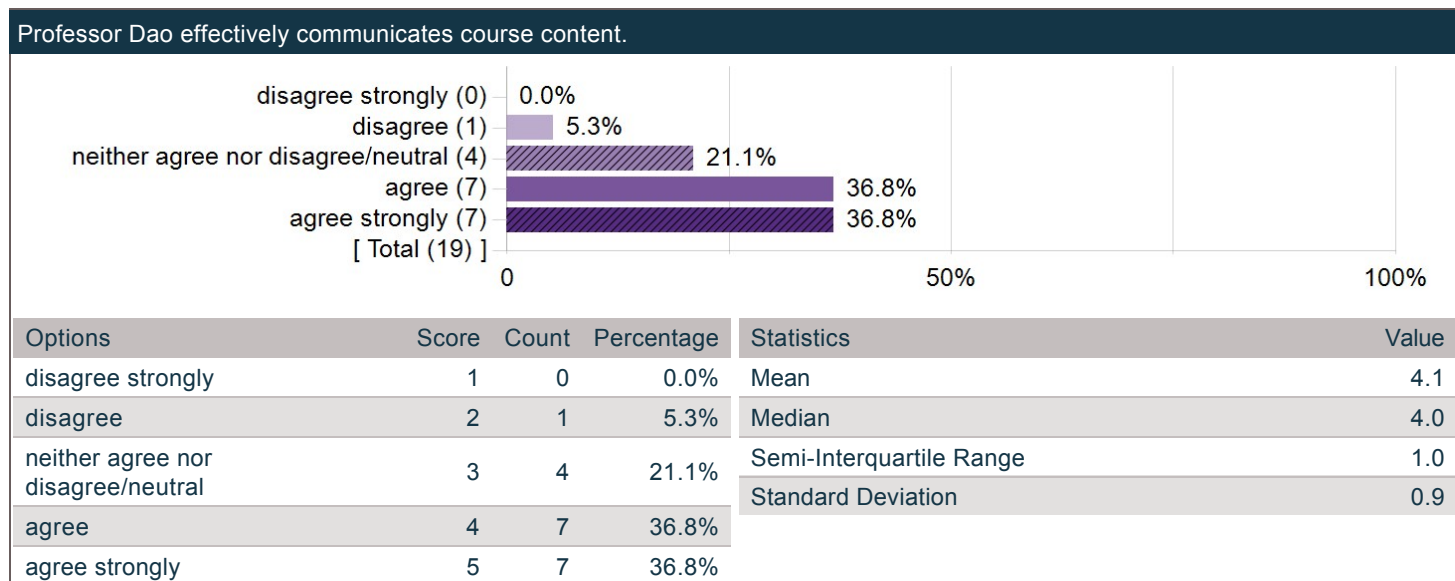 Professor Dao effectively communicates course content.
disagree strongly (0) 0.0%
disagree (1) 5.3%
neither agree nor disagree/neutral (4) 21.1%
agree (7) 36.8%
agree strongly (7) 36.8%
[ Total (19) ]
0 50% 100%
Options Score Count Percentage
disagree strongly 1 0 0.0%
disagree 2 1 5.3%
neither agree nor
disagree/neutral 3 4 21.1%
agree 4 7 36.8%
agree strongly 5 7 36.8%
Statistics Value
Mean 4.1
Median 4.0
Semi-Interquartile Range 1.0
Standard Deviation 0.9